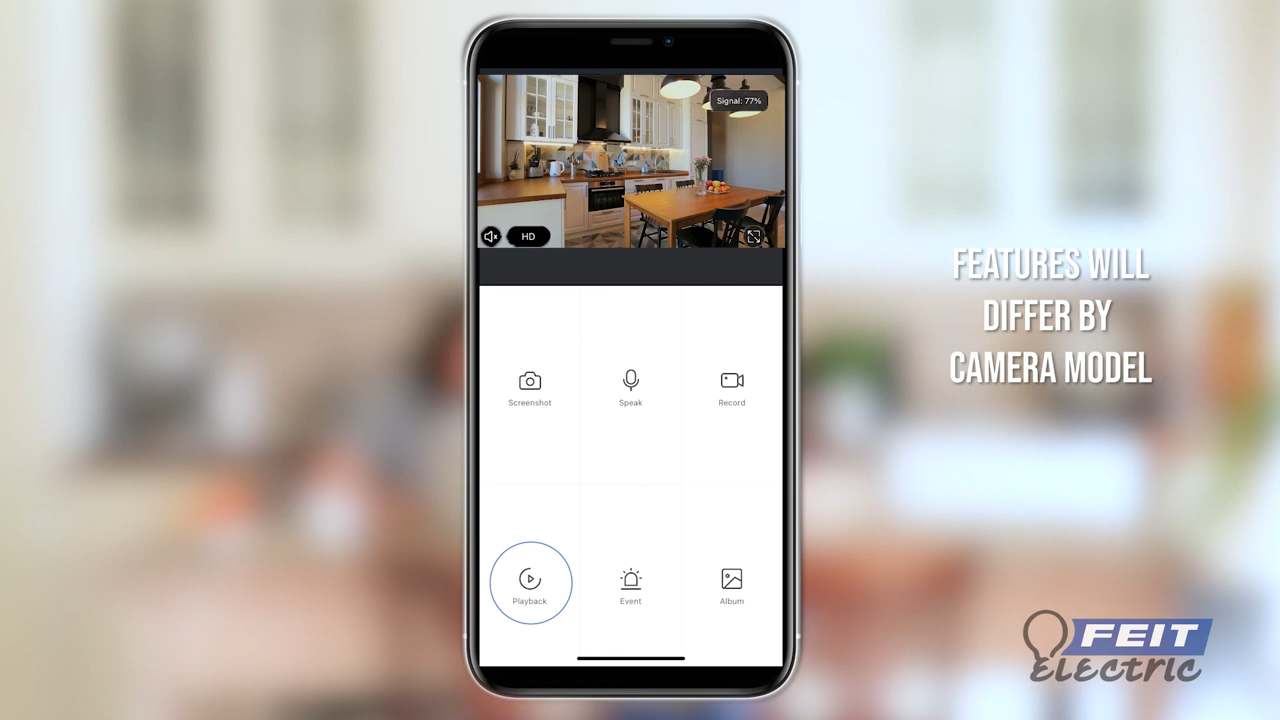 Signal: 77%
HD
FEATURES WILL
DIFFER BY
CAMERA MODEL
Screenshot
Speak
Record
Playback
Event
Album
FEIT
Electric